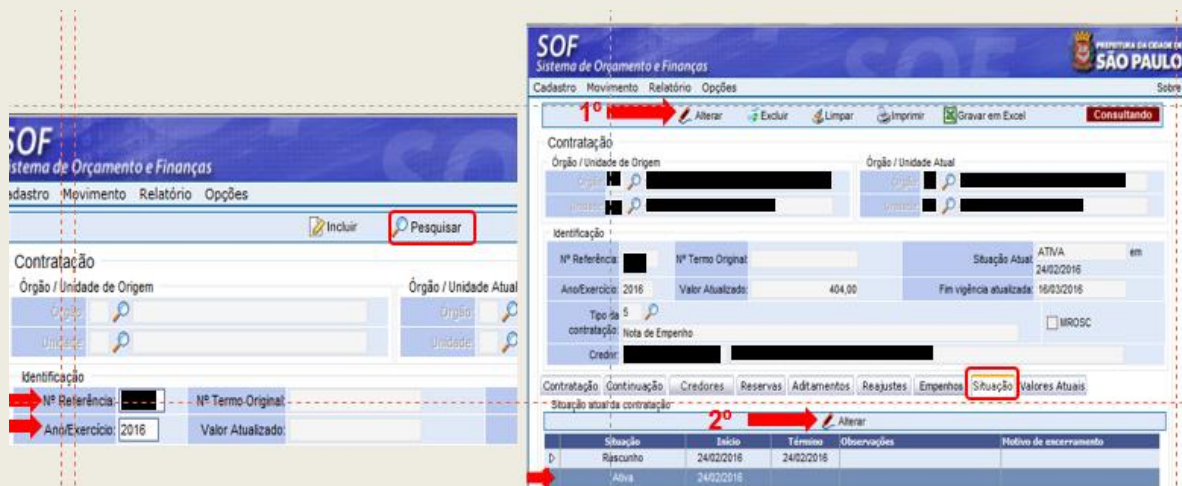 SOF
istema de Orçamento e Finanças
adastro Movimento Relatório Opções
Incluir Pesquisar
Contratação
Órgão / Unidade de Origem Órgão / Unidade Atual
Órgão: Órgão:
Unidade: Unidade:
Identificação
Nº Referência: Nº Termo Original:
Ano/Exercício: 2016 Valor Atualizado:
SOF
Sistema de Orçamento e Finanças
PREFEITURA DA CIDADE DE
SÃO PAULO
Cadastro Movimento Relatório Opções Sobre
1º Alterar Excluir Limpar Imprimir Gravar em Excel Consultando
Contratação
Órgão / Unidade de Origem Órgão / Unidade Atual
Órgão: Órgão:
Unidade: Unidade:
Identificação
Nº Referência: Nº Termo Original: Situação Atual: ATIVA em
24/02/2016
Ano/Exercício: 2016 Valor Atualizado: 404,00 Fim vigência atualizada: 16/03/2016
Tipo da contratação: 5
Nota de Empenho MROSC
Credor:
Contratação Continuação Credores Reservas Aditamentos Reajustes Empenhos Situação Valores Atuais
Situação atual da contratação
2º Alterar
Situação Início Término Observações Motivo de encerramento
Rascunho 24/02/2016 24/02/2016
Ativa 24/02/2016